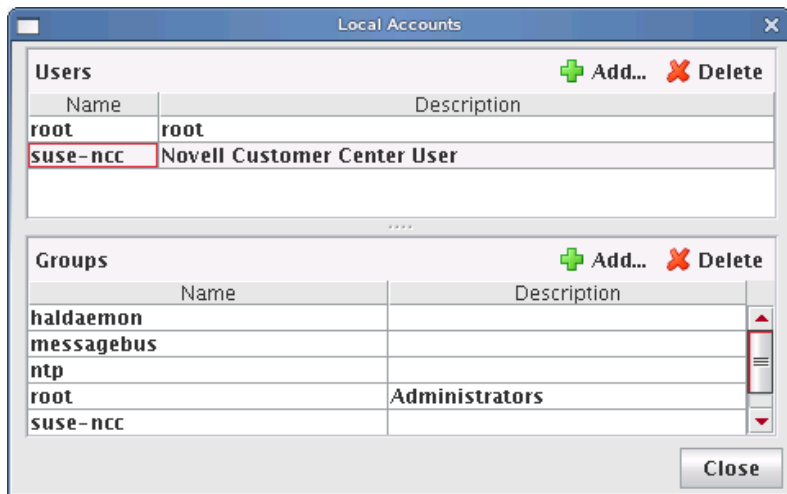 Local Accounts
Users Add... Delete
Name Description
root root
suse-ncc Novell Customer Center User
Groups Add... Delete
Name Description
haldaemon
messagebus
ntp
root Administrators
suse-ncc
Close